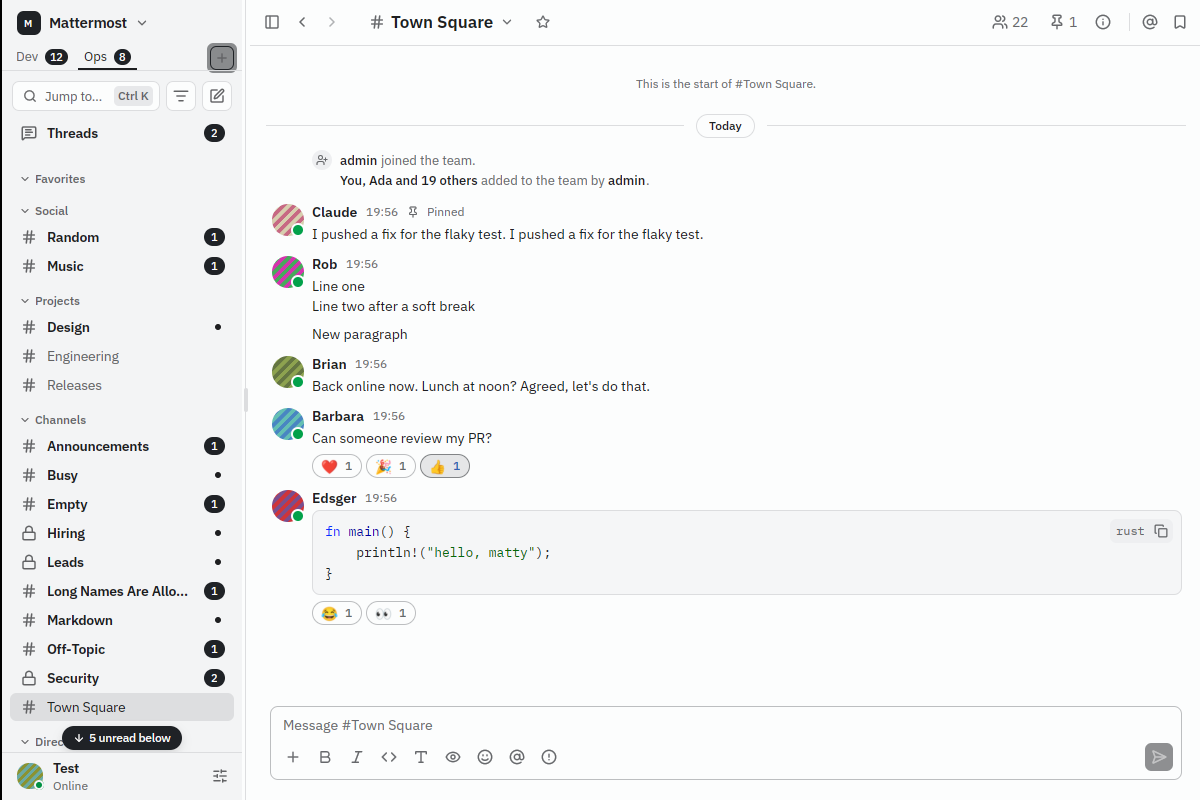 M Mattermost
Dev 12 Ops 8
Jump to... Ctrl K
Threads 2
Favorites
Social
Random 1
Music 1
Projects
Design
Engineering
Releases
Channels
Announcements 1
Busy
Empty 1
Hiring
Leads
Long Names Are Allo... 1
Markdown
Off-Topic 1
Security 2
Town Square
Direc
5 unread below
Test
Online
# Town Square
22
1
This is the start of #Town Square.
Today
admin joined the team.
You, Ada and 19 others added to the team by admin.
Claude 19:56 Pinned
I pushed a fix for the flaky test. I pushed a fix for the flaky test.
Rob 19:56
Line one
Line two after a soft break
New paragraph
Brian 19:56
Back online now. Lunch at noon? Agreed, let's do that.
Barbara 19:56
Can someone review my PR?
❤️ 1 🎉 1 👍 1
Edsger 19:56
fn main() {
    println!("hello, matty");
}
rust
😂 1 👀 1
Message #Town Square